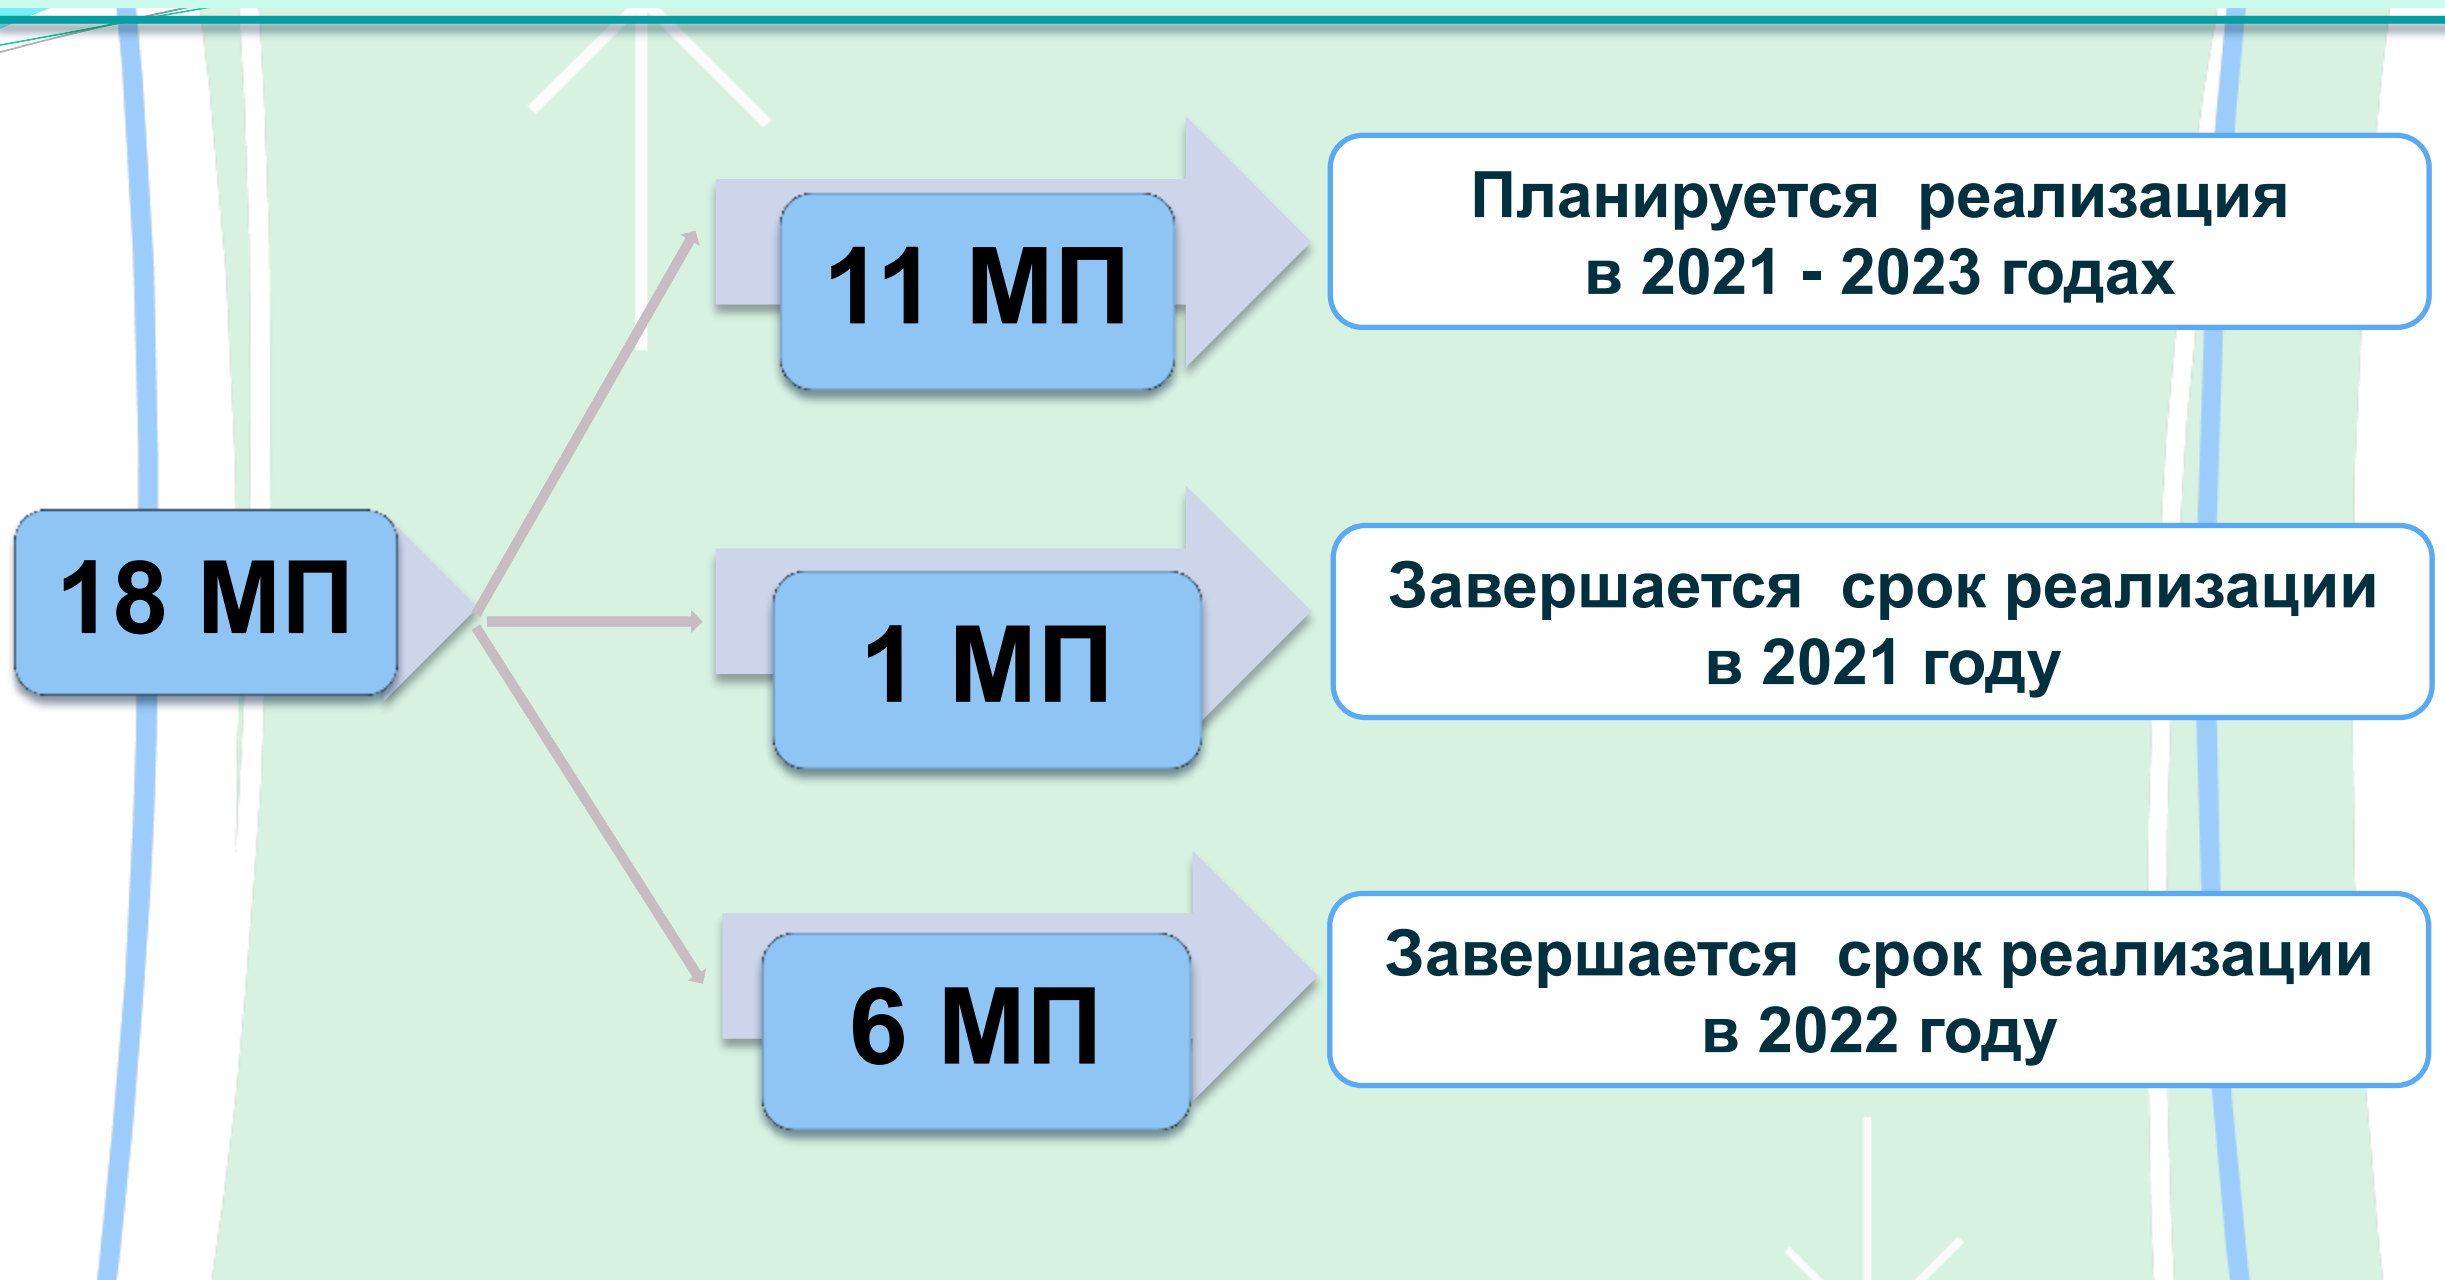 18 МП
11 МП
Планируется реализация
в 2021 - 2023 годах
1 МП
Завершается срок реализации
в 2021 году
6 МП
Завершается срок реализации
в 2022 году